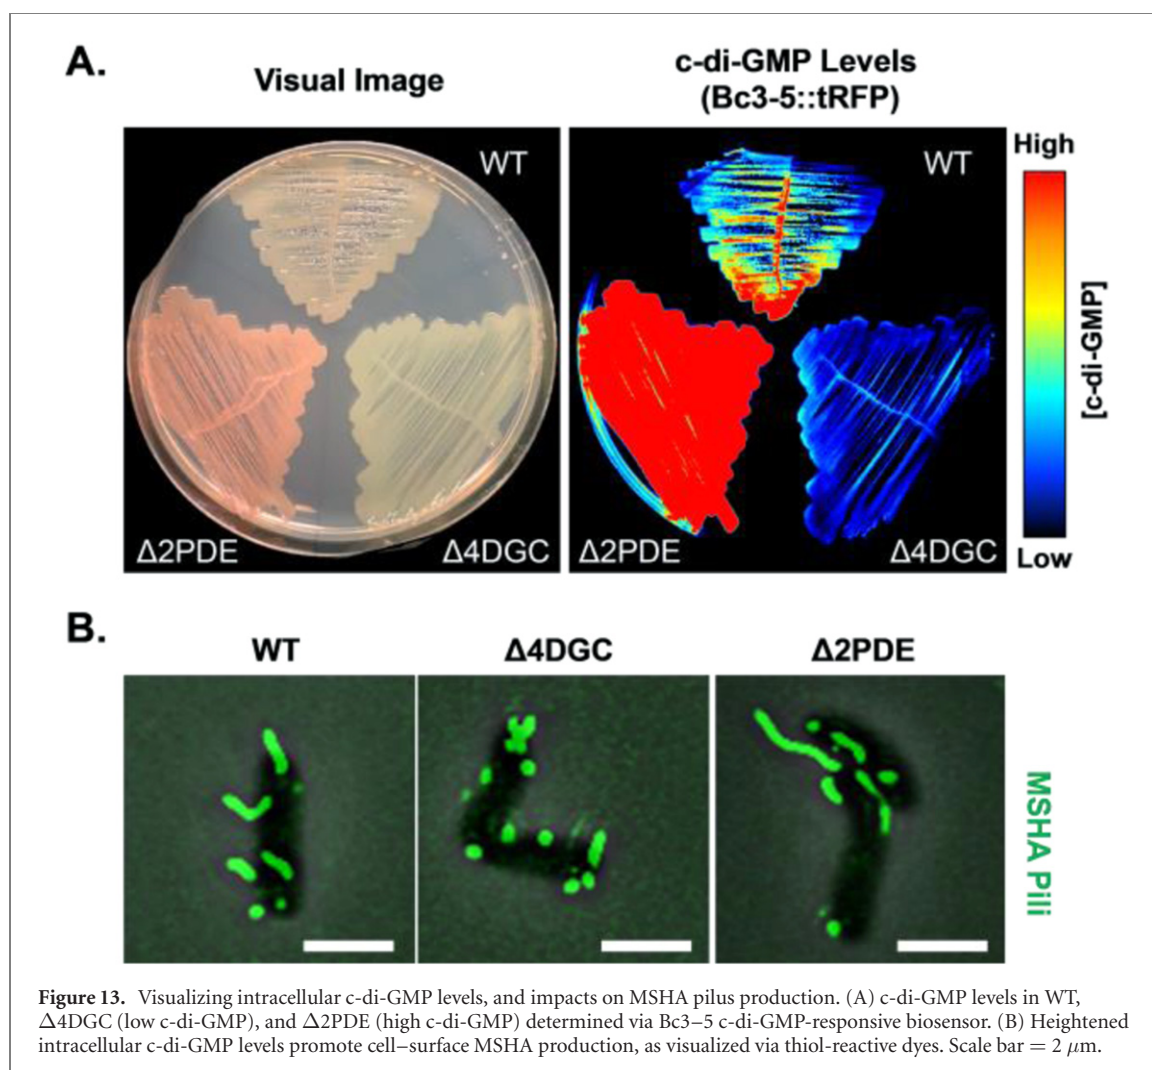 A.
Visual Image
c-di-GMP Levels
(Bc3-5::tRFP)
WT
WT
High
[c-di-GMP]
Δ2PDE
Δ4DGC
Δ2PDE
Δ4DGC
Low
B.
WT
Δ4DGC
Δ2PDE
MSHA Pili
Figure 13. Visualizing intracellular c-di-GMP levels, and impacts on MSHA pilus production. (A) c-di-GMP levels in WT,
Δ4DGC (low c-di-GMP), and Δ2PDE (high c-di-GMP) determined via Bc3–5 c-di-GMP-responsive biosensor. (B) Heightened
intracellular c-di-GMP levels promote cell–surface MSHA production, as visualized via thiol-reactive dyes. Scale bar = 2 μm.